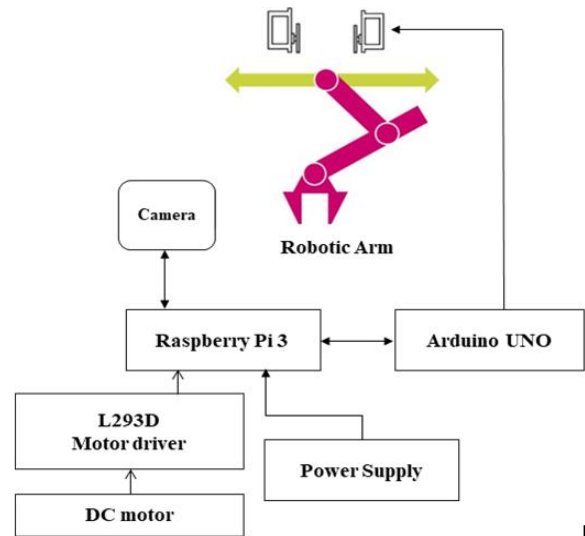 Robotic Arm
Camera
Raspberry Pi 3
Arduino UNO
L293D
Motor driver
Power Supply
DC motor